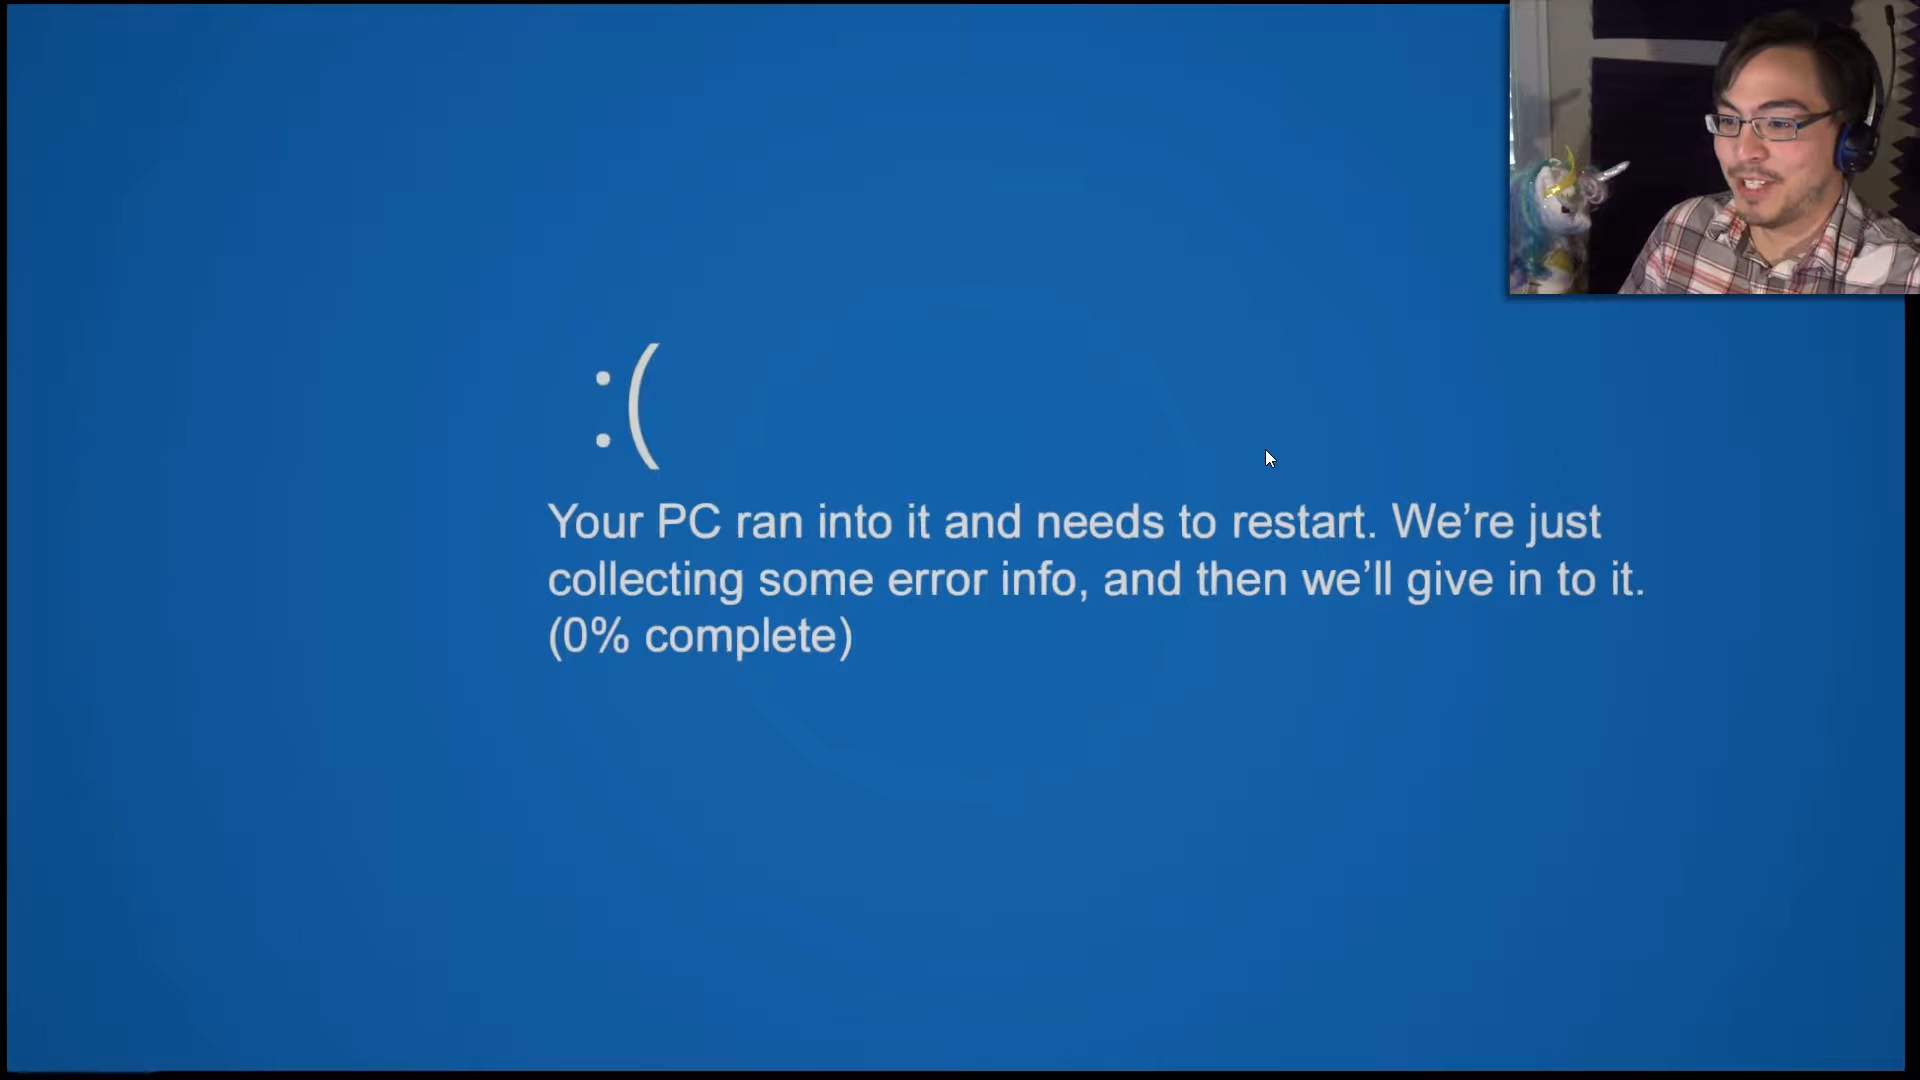 :(
Your PC ran into it and needs to restart. We’re just
collecting some error info, and then we’ll give in to it.
(0% complete)